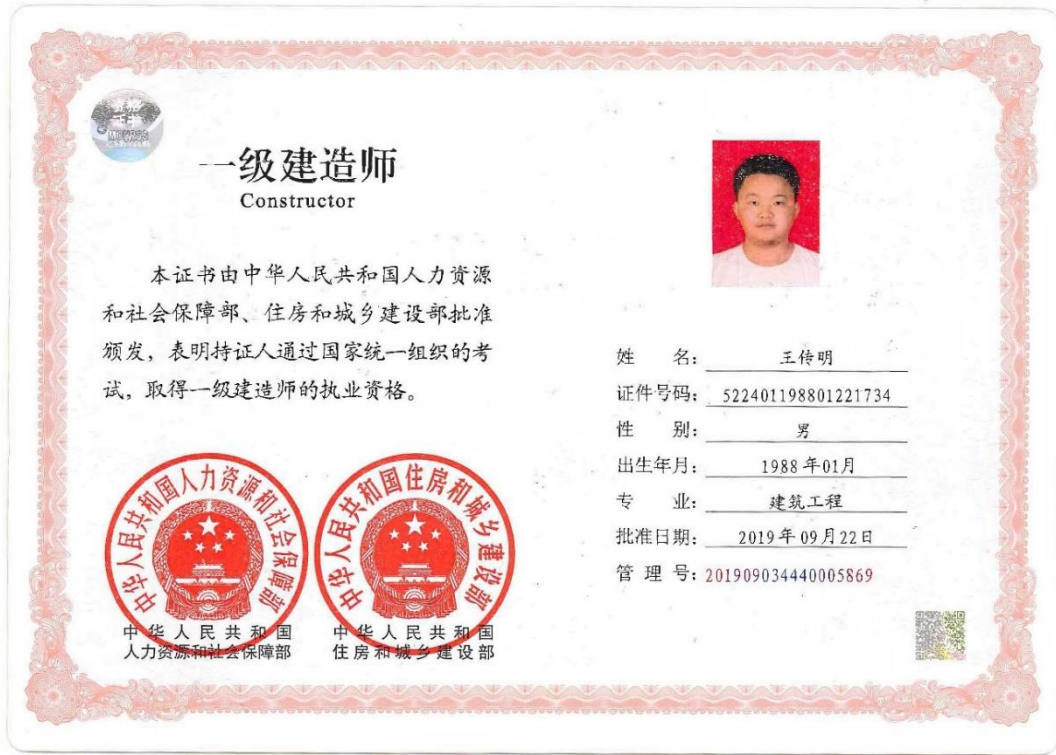 一级建造师
Constructor
本证书由中华人民共和国人力资源
和社会保障部、住房和城乡建设部批准
颁发，表明持证人通过国家统一组织的考
试，取得一级建造师的执业资格。
中华人民共和国人力资源和社会保障部
中华人民共和国住房和城乡建设部
中华人民共和国
人力资源和社会保障部
中华人民共和国
住房和城乡建设部
姓 名：王传明
证件号码：522401198801221734
性 别：男
出生年月：1988年01月
专 业：建筑工程
批准日期：2019年09月22日
管 理 号：201909034440005869